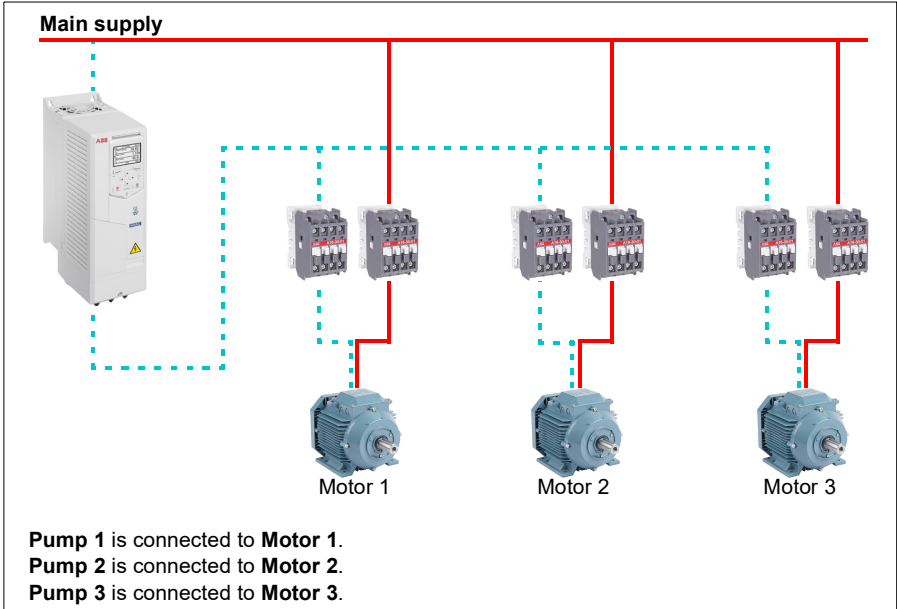 Main supply
ABB
Motor 1
Motor 2
Motor 3
Pump 1 is connected to Motor 1.
Pump 2 is connected to Motor 2.
Pump 3 is connected to Motor 3.